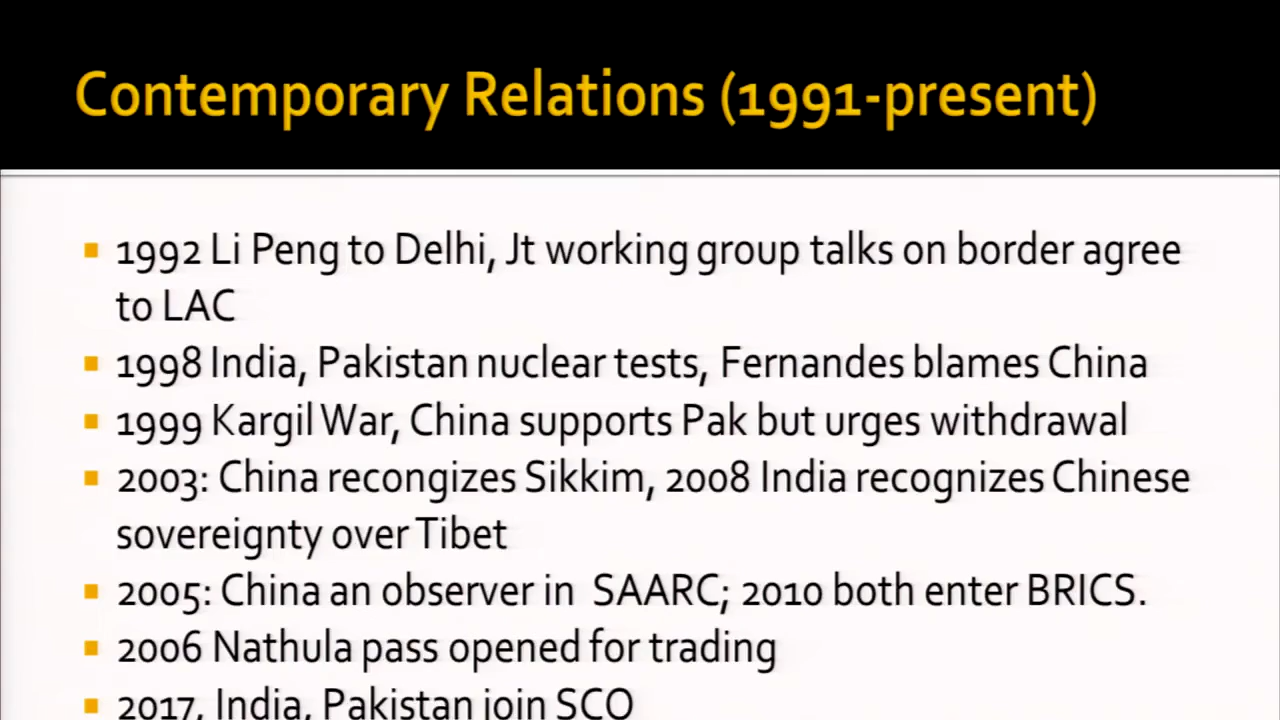 Contemporary Relations (1991-present)
1992 Li Peng to Delhi, Jt working group talks on border agree
to LAC
1998 India, Pakistan nuclear tests, Fernandes blames China
1999 Kargil War, China supports Pak but urges withdrawal
2003: China recongizes Sikkim, 2008 India recognizes Chinese
sovereignty over Tibet
2005: China an observer in SAARC; 2010 both enter BRICS.
2006 Nathula pass opened for trading
2017, India, Pakistan join SCO